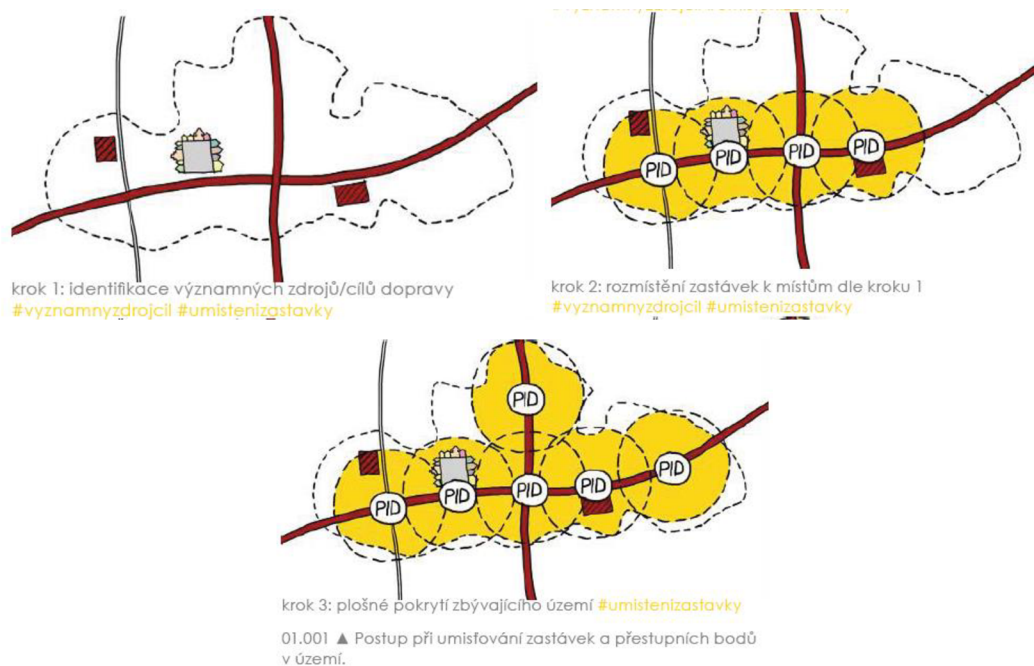 PID
PID
PID
PID
krok 1: identifikace významných zdrojů/cílů dopravy
#vyznamnyzdrojcil #umistenizastavky
krok 2: rozmístění zastávek k místům dle kroku 1
#vyznamnyzdrojcil #umistenizastavky
PID
PID
PID
PID
PID
PID
krok 3: plošné pokrytí zbývajícího území #umistenizastavky
01.001 ▲ Postup při umisťování zastávek a přestupních bodů
v území.